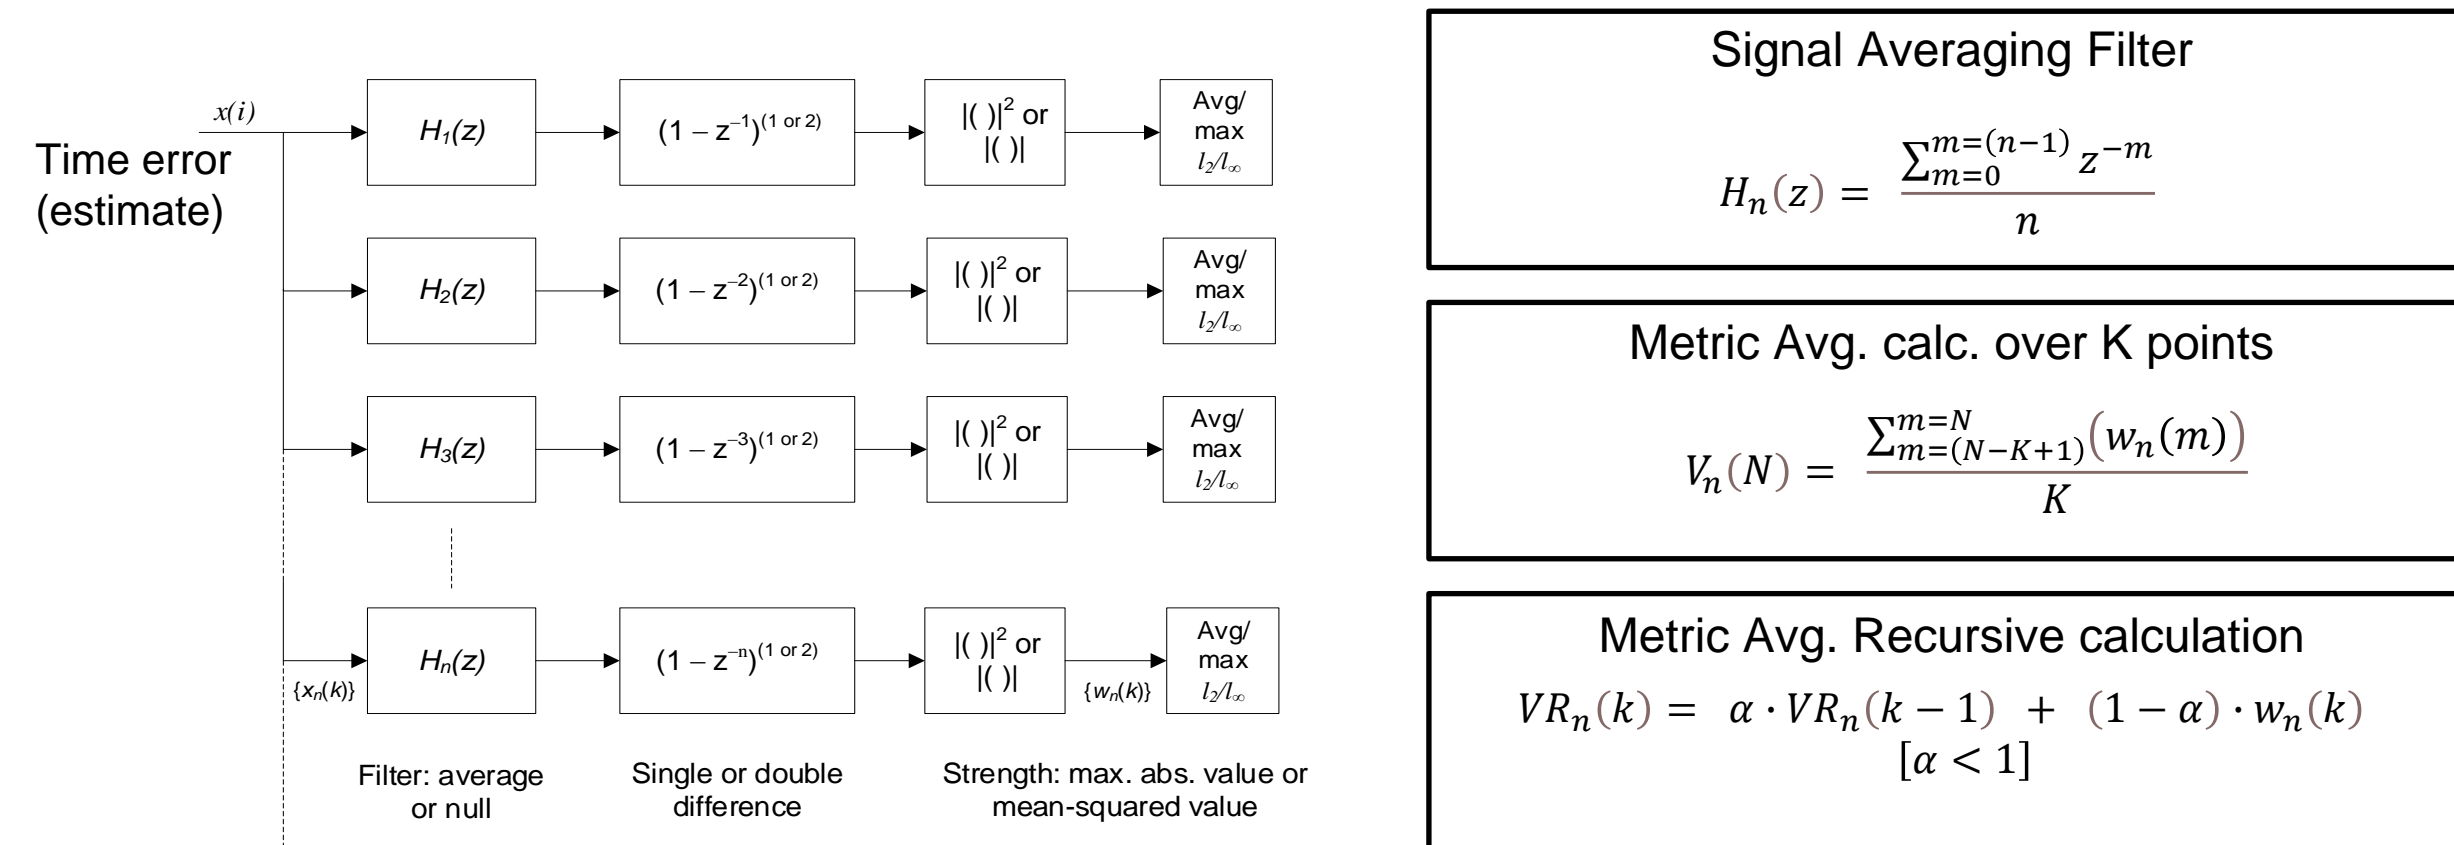 x(i)
Time error
(estimate)
H₁(z)
(1 – z⁻¹)^(1 or 2)
|( )|² or
|( )|
Avg/
max
l₂/l∞
H₂(z)
(1 – z⁻²)^(1 or 2)
|( )|² or
|( )|
Avg/
max
l₂/l∞
H₃(z)
(1 – z⁻³)^(1 or 2)
|( )|² or
|( )|
Avg/
max
l₂/l∞
{xₙ(k)}
Hₙ(z)
(1 – z⁻ⁿ)^(1 or 2)
|( )|² or
|( )|
{wₙ(k)}
Avg/
max
l₂/l∞
Filter: average
or null
Single or double
difference
Strength: max. abs. value or
mean-squared value
Signal Averaging Filter
Hₙ(z) = ∑_{m=0}^{m=(n−1)} z^{−m} / n
Metric Avg. calc. over K points
Vₙ(N) = ∑_{m=(N−K+1)}^{m=N} (wₙ(m)) / K
Metric Avg. Recursive calculation
VRₙ(k) = α · VRₙ(k − 1) + (1 − α) · wₙ(k)
[α < 1]